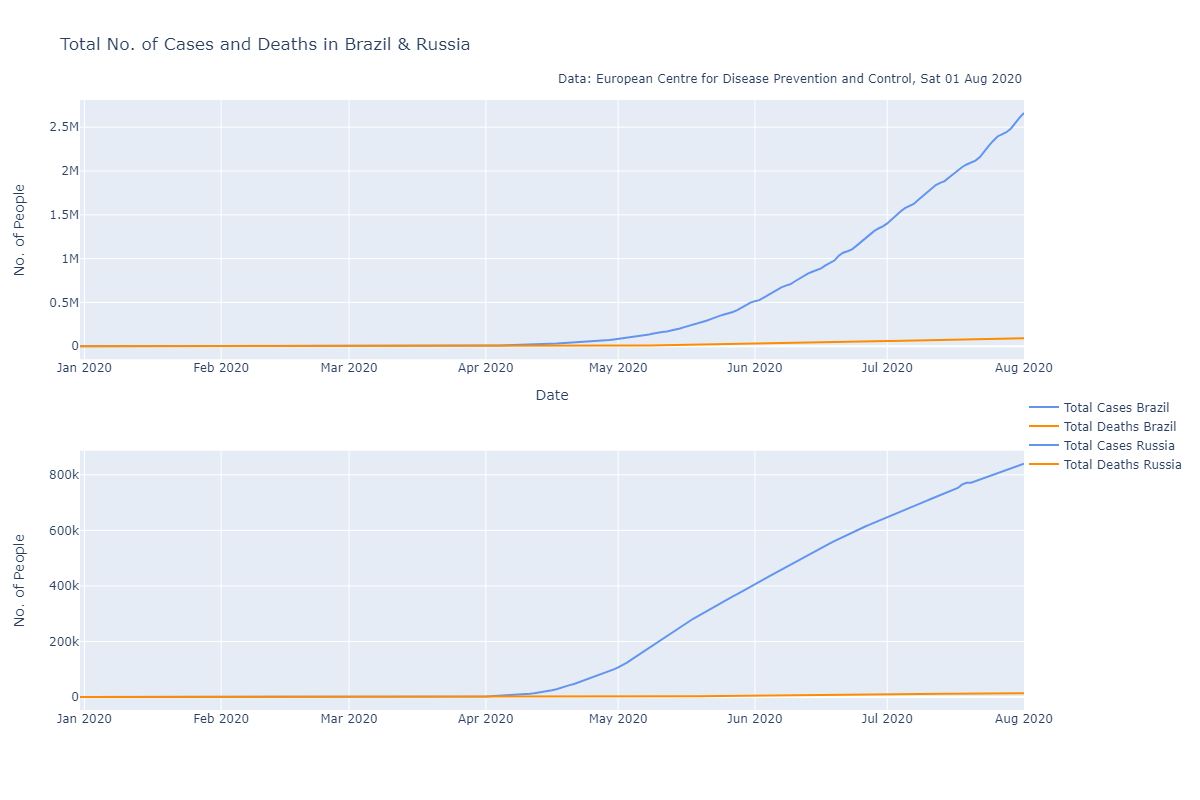 Total No. of Cases and Deaths in Brazil & Russia
Data: European Centre for Disease Prevention and Control, Sat 01 Aug 2020
No. of People
2.5M
2M
1.5M
1M
0.5M
0
Jan 2020 Feb 2020 Mar 2020 Apr 2020 May 2020 Jun 2020 Jul 2020 Aug 2020
Date
Total Cases Brazil
Total Deaths Brazil
Total Cases Russia
Total Deaths Russia
No. of People
800k
600k
400k
200k
0
Jan 2020 Feb 2020 Mar 2020 Apr 2020 May 2020 Jun 2020 Jul 2020 Aug 2020